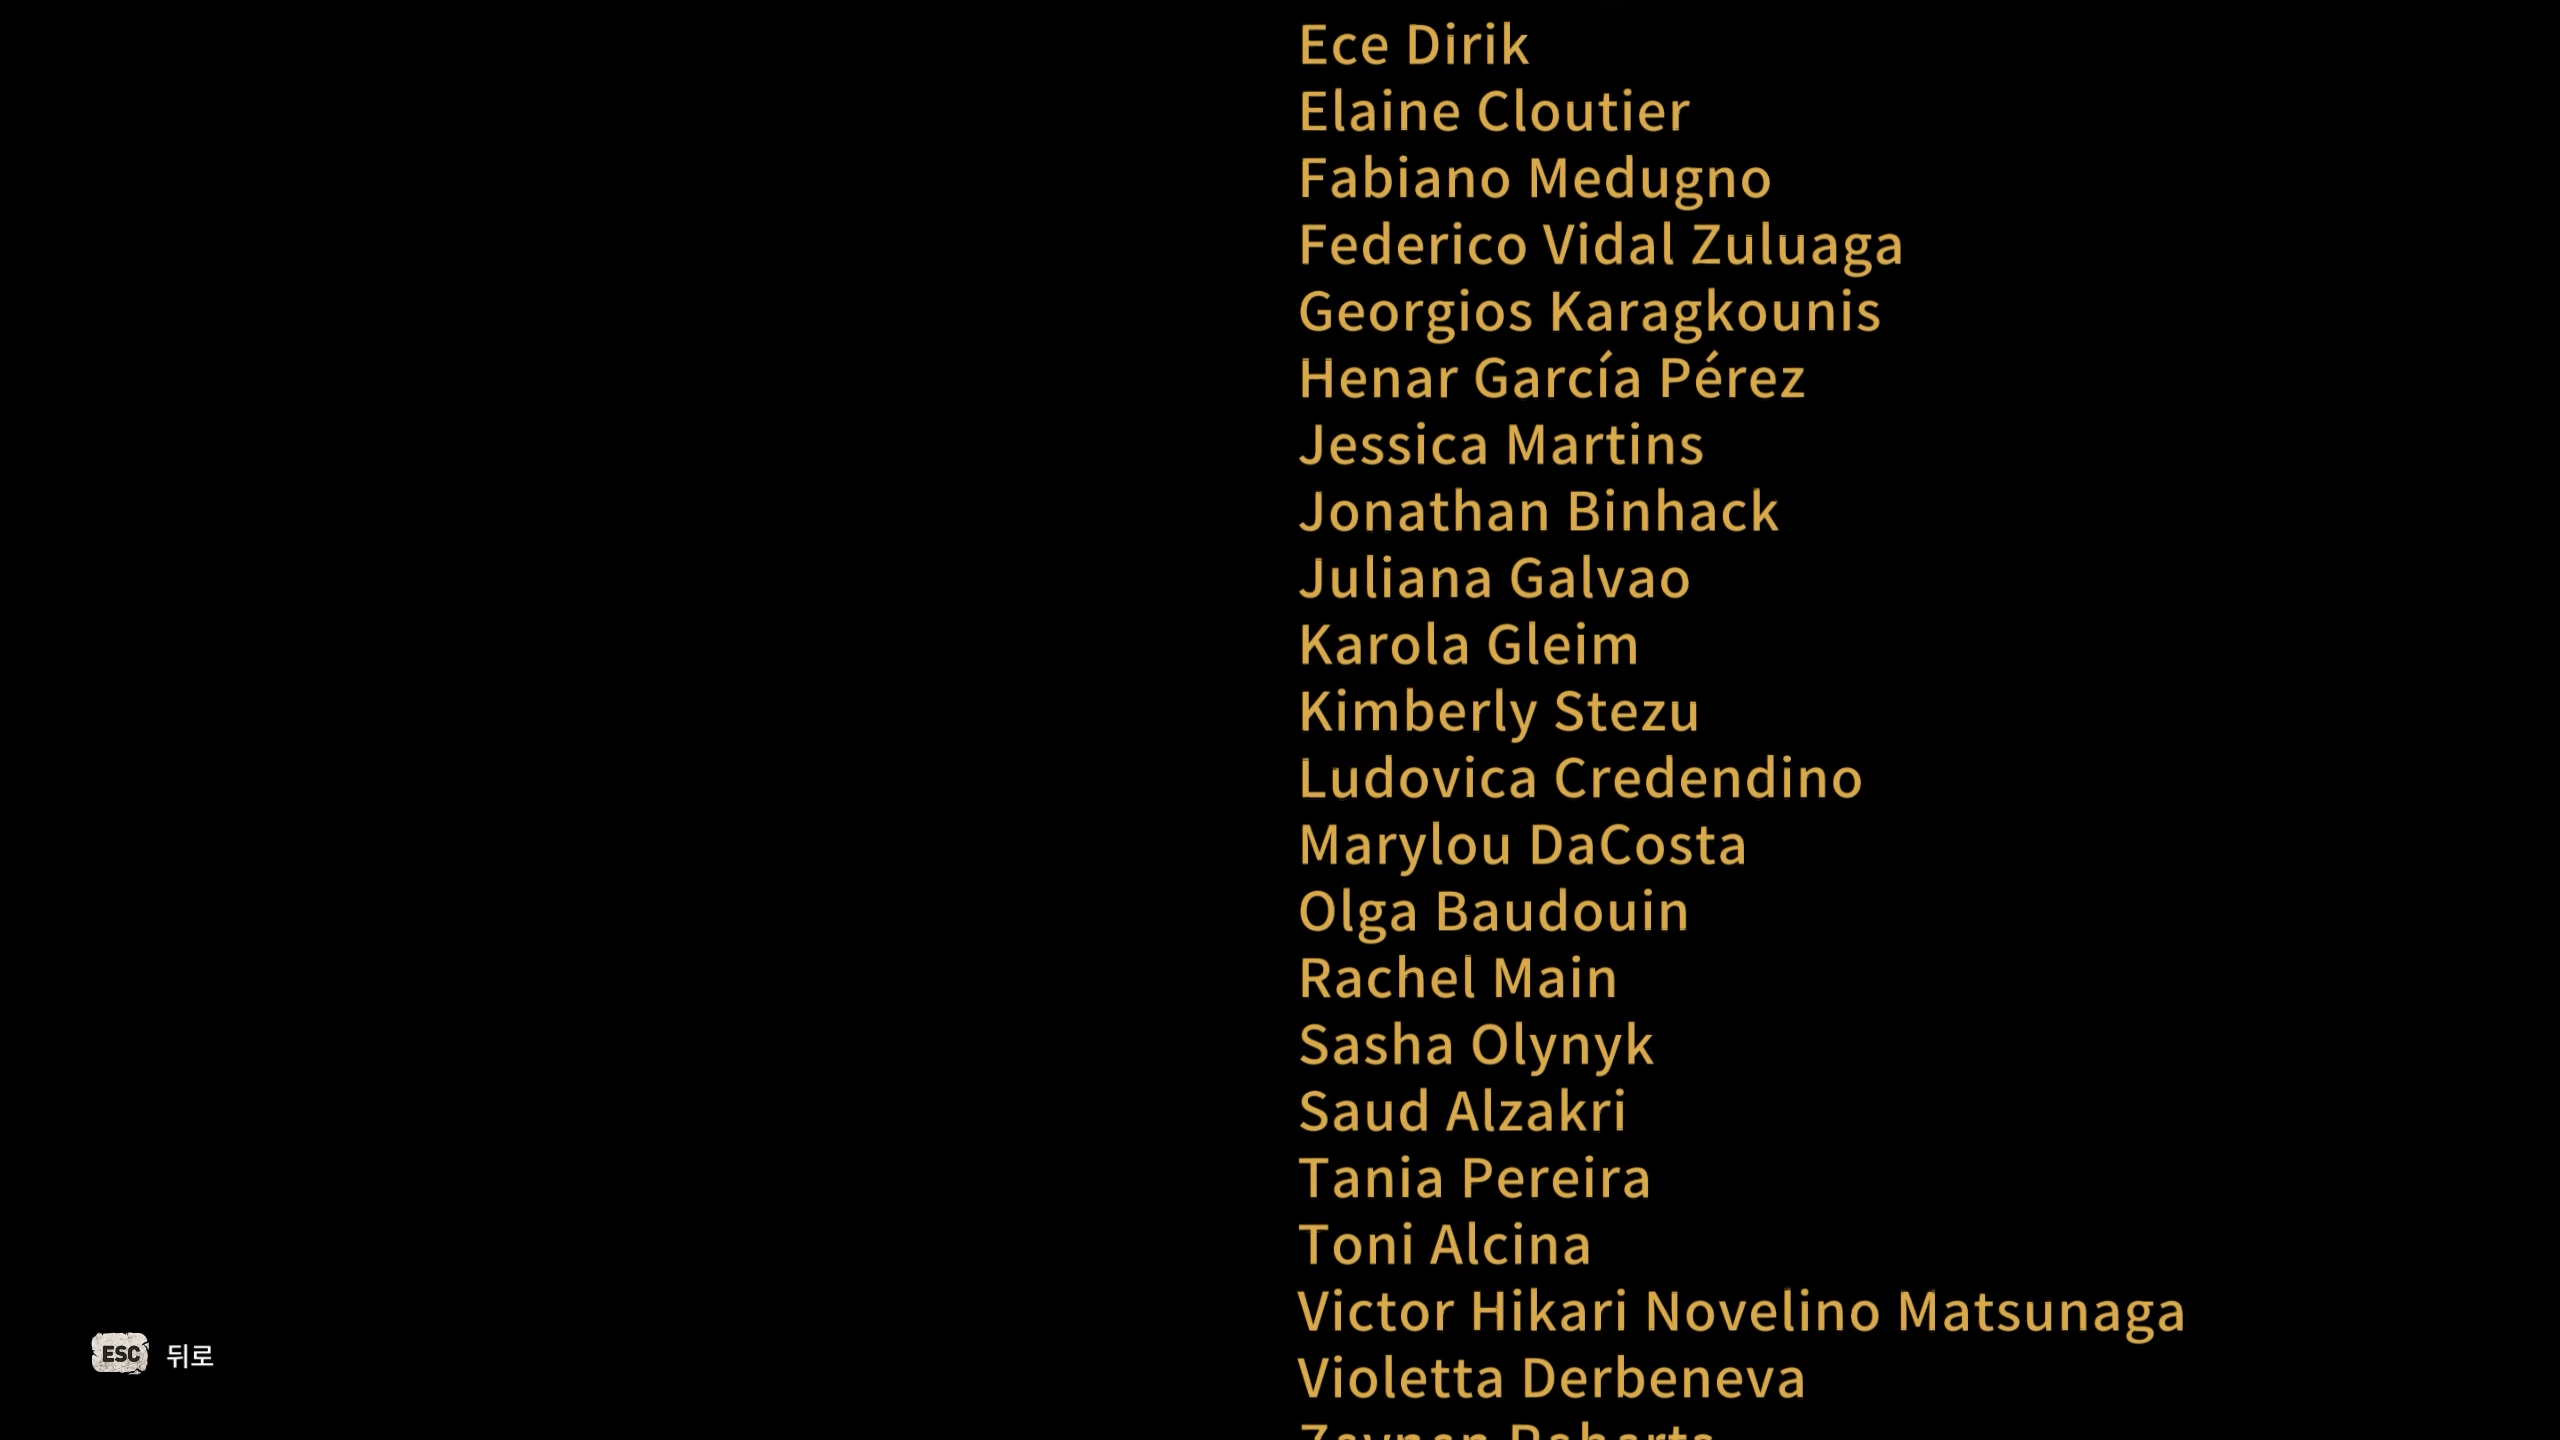 Ece Dirik
Elaine Cloutier
Fabiano Medugno
Federico Vidal Zuluaga
Georgios Karagkounis
Henar García Pérez
Jessica Martins
Jonathan Binhack
Juliana Galvao
Karola Gleim
Kimberly Stezu
Ludovica Credendino
Marylou DaCosta
Olga Baudouin
Rachel Main
Sasha Olynyk
Saud Alzakri
Tania Pereira
Toni Alcina
Victor Hikari Novelino Matsunaga
Violetta Derbeneva
ESC 뒤로